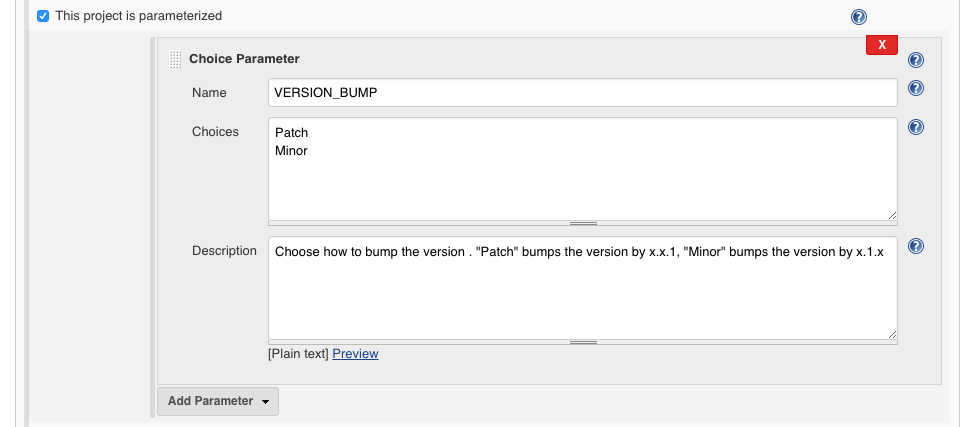 This project is parameterized
X
Choice Parameter
Name
VERSION_BUMP
Choices
Patch
Minor
Description
Choose how to bump the version . "Patch" bumps the version by x.x.1, "Minor" bumps the version by x.1.x
[Plain text] Preview
Add Parameter